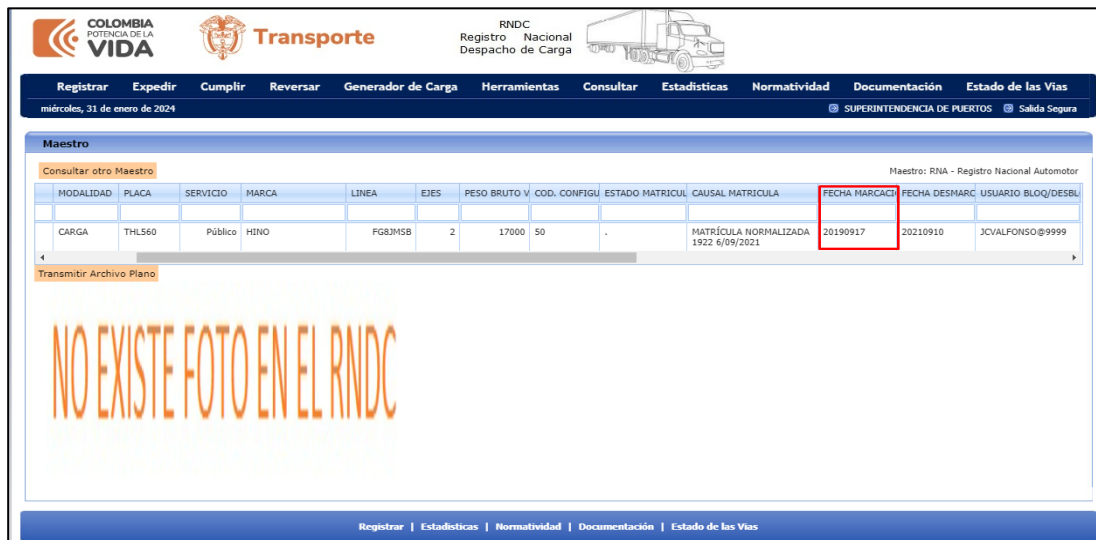 COLOMBIA
POTENCIA DE LA
VIDA
Transporte
RNDC
Registro Nacional
Despacho de Carga
Registrar Expedir Cumplir Reversar Generador de Carga Herramientas Consultar Estadisticas Normatividad Documentación Estado de las Vias
miércoles, 31 de enero de 2024 SUPERINTENDENCIA DE PUERTOS Salida Segura
Maestro
Consultar otro Maestro Maestro: RNA - Registro Nacional Automotor
MODALIDAD PLACA SERVICIO MARCA LINEA EJES PESO BRUTO V COD. CONFIGU ESTADO MATRICUL CAUSAL MATRICULA FECHA MARCACI FECHA DESMARC USUARIO BLOQ/DESBL
CARGA THL560 Público HINO FG8JMSB 2 17000 50 . MATRÍCULA NORMALIZADA 20190917 20210910 JCVALFONSO@9999
1922 6/09/2021
Transmitir Archivo Plano
NO EXISTE FOTO EN EL RNDC
Registrar | Estadisticas | Normatividad | Documentación | Estado de las Vias